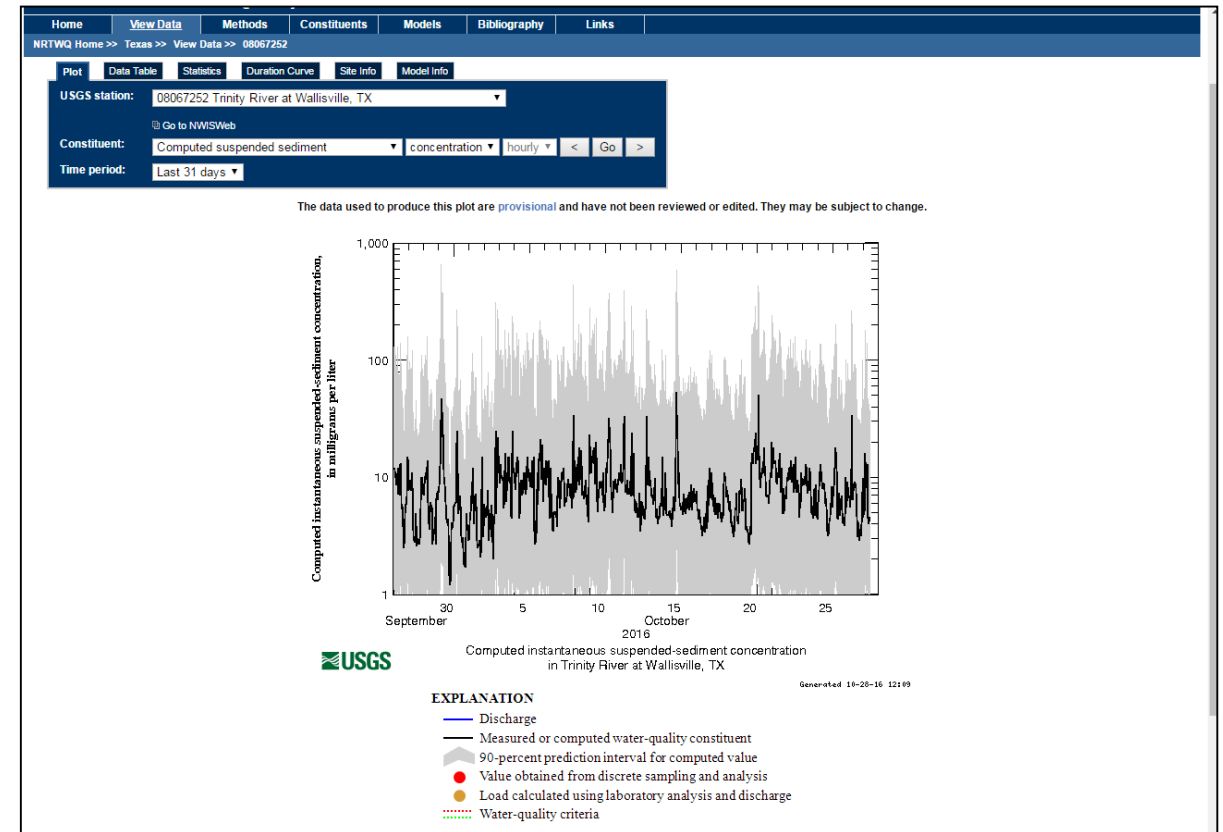 Home View Data Methods Constituents Models Bibliography Links
NRTWQ Home >> Texas >> View Data >> 08067252
Plot Data Table Statistics Duration Curve Site Info Model Info
USGS station: 08067252 Trinity River at Wallisville, TX
Go to NWISWeb
Constituent: Computed suspended sediment concentration hourly < Go >
Time period: Last 31 days
The data used to produce this plot are provisional and have not been reviewed or edited. They may be subject to change.
Computed instantaneous suspended-sediment concentration,
in milligrams per liter
1,000
100
10
1
30 5 10 15 20 25
September October
2016
Computed instantaneous suspended-sediment concentration
in Trinity River at Wallisville, TX
USGS
Generated 10-28-16 12:09
EXPLANATION
Discharge
Measured or computed water-quality constituent
90-percent prediction interval for computed value
Value obtained from discrete sampling and analysis
Load calculated using laboratory analysis and discharge
Water-quality criteria